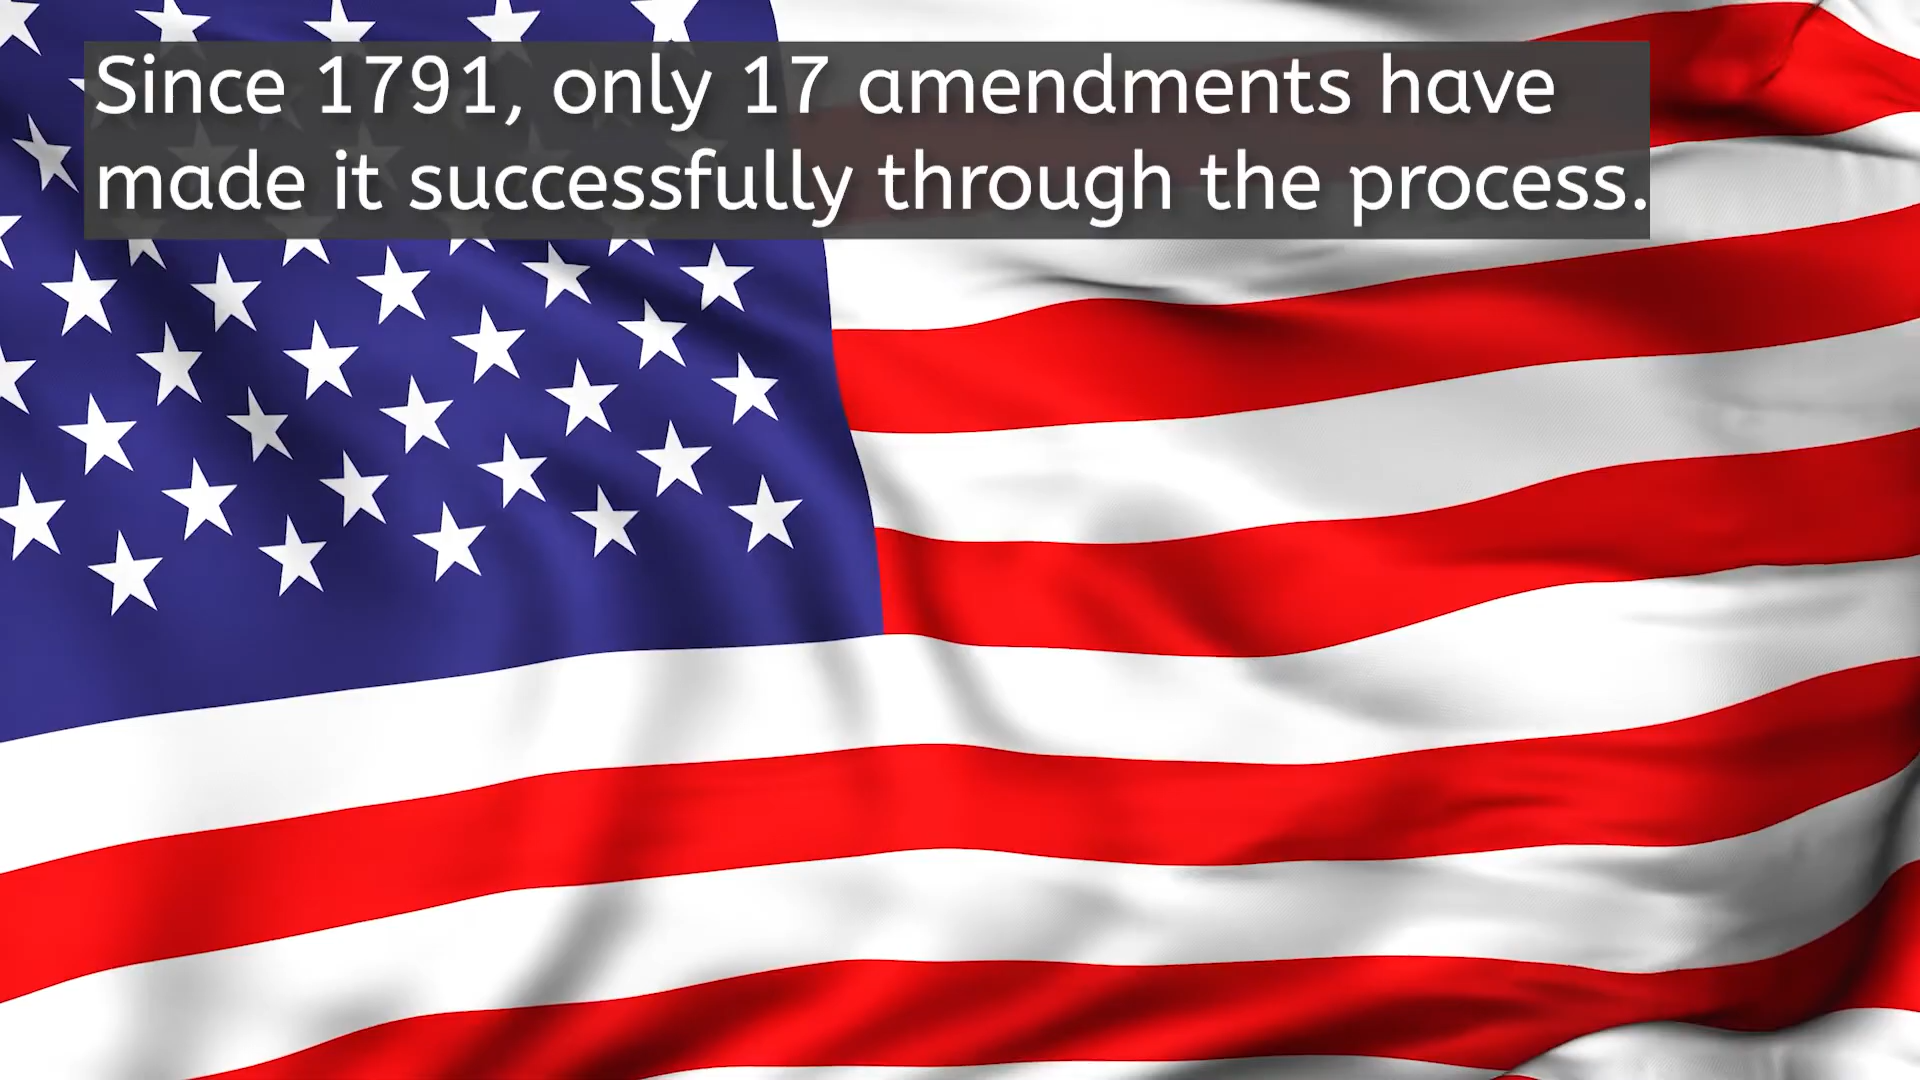 Since 1791, only 17 amendments have
made it successfully through the process.